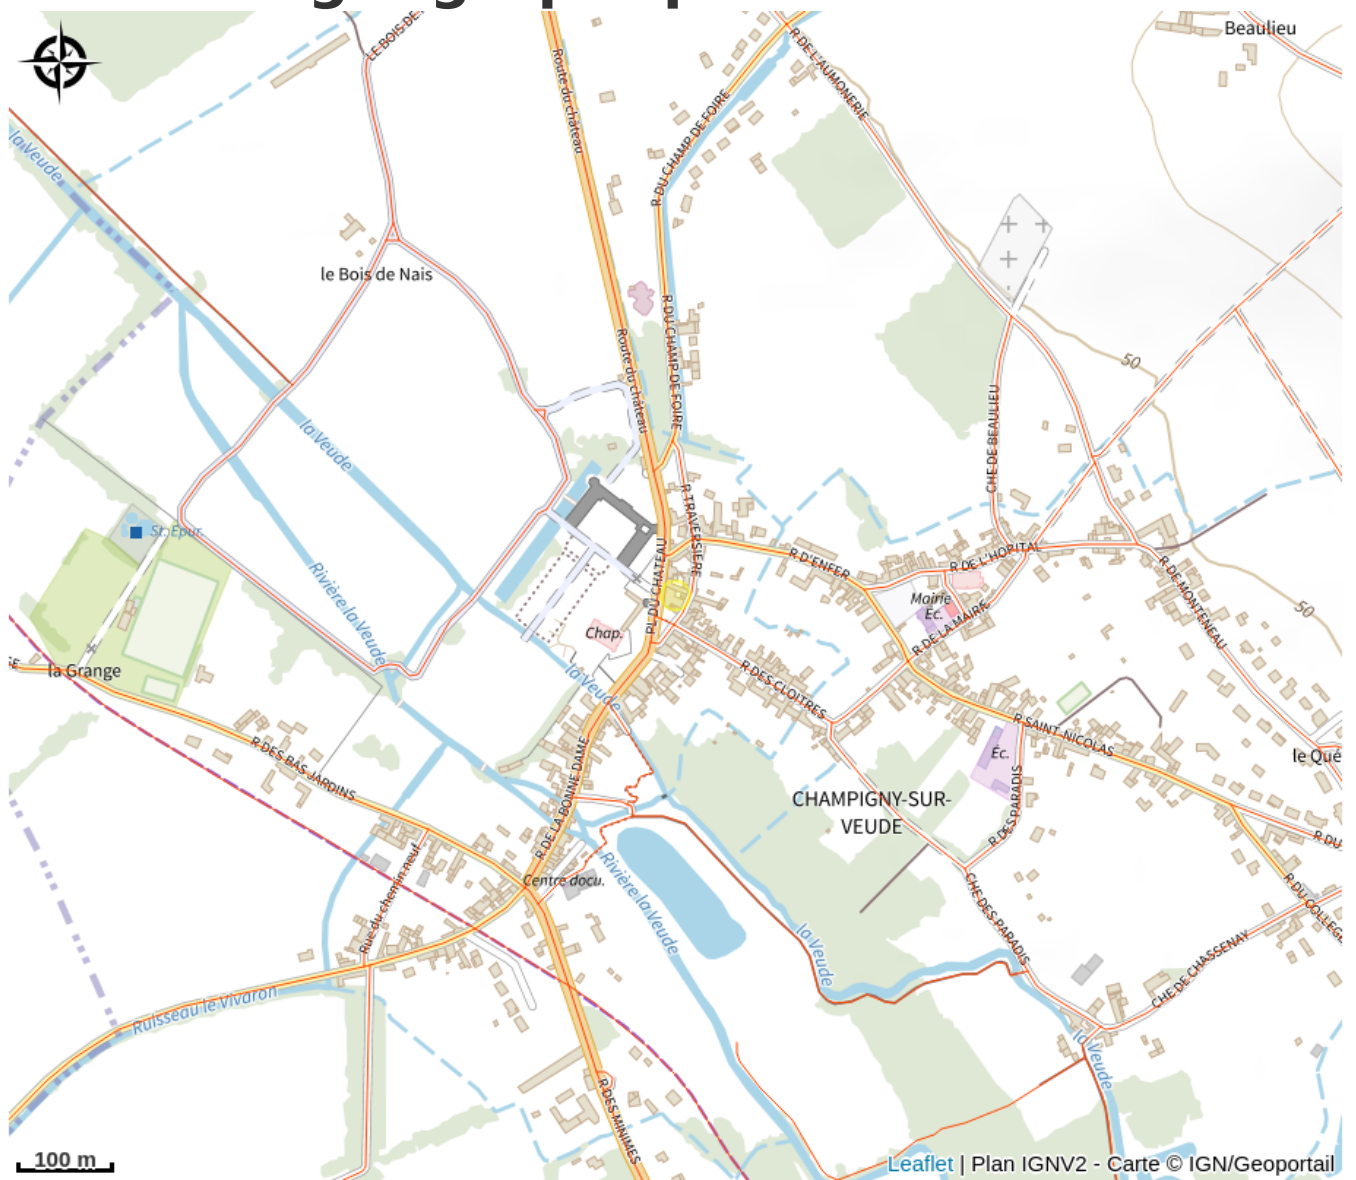 Beaulieu
LE BOIS DE
R DE L'AUMONERIE
Route du château
la Veude
R DU CHAMP DE FOIRE
le Bois de Nais
R DU CHAMP DE FOIRE
Route du château
50
CHE DE BEAULIEU
la Veude
R TRAVERSIERE
St. Epur.
R D'ENFER
R DE L'HOPITAL
PL DU CHATEAU
Rivière la Veude
Mairie
Éc.
R DE LA MAIRIE
R DE MONTENEAU
50
Chap.
la Grange
la Veude
R DES CLOITRES
R SAINT-NICOLAS
R DES BAS JARDINS
R DE LA BONNE DAME
Éc.
le Qué
CHAMPIGNY-SUR-
VEUDE
R DES PARADIS
R DU
Rue du chemin neuf
Centre docu.
Rivière la Veude
CHE DES PARADIS
R DU COLLEGE
la Veude
CHE DE CHASSENAY
Ruisseau le Vivaron
la Veude
R DES MINIMES
100 m
Leaflet | Plan IGNV2 - Carte © IGN/Geoportail